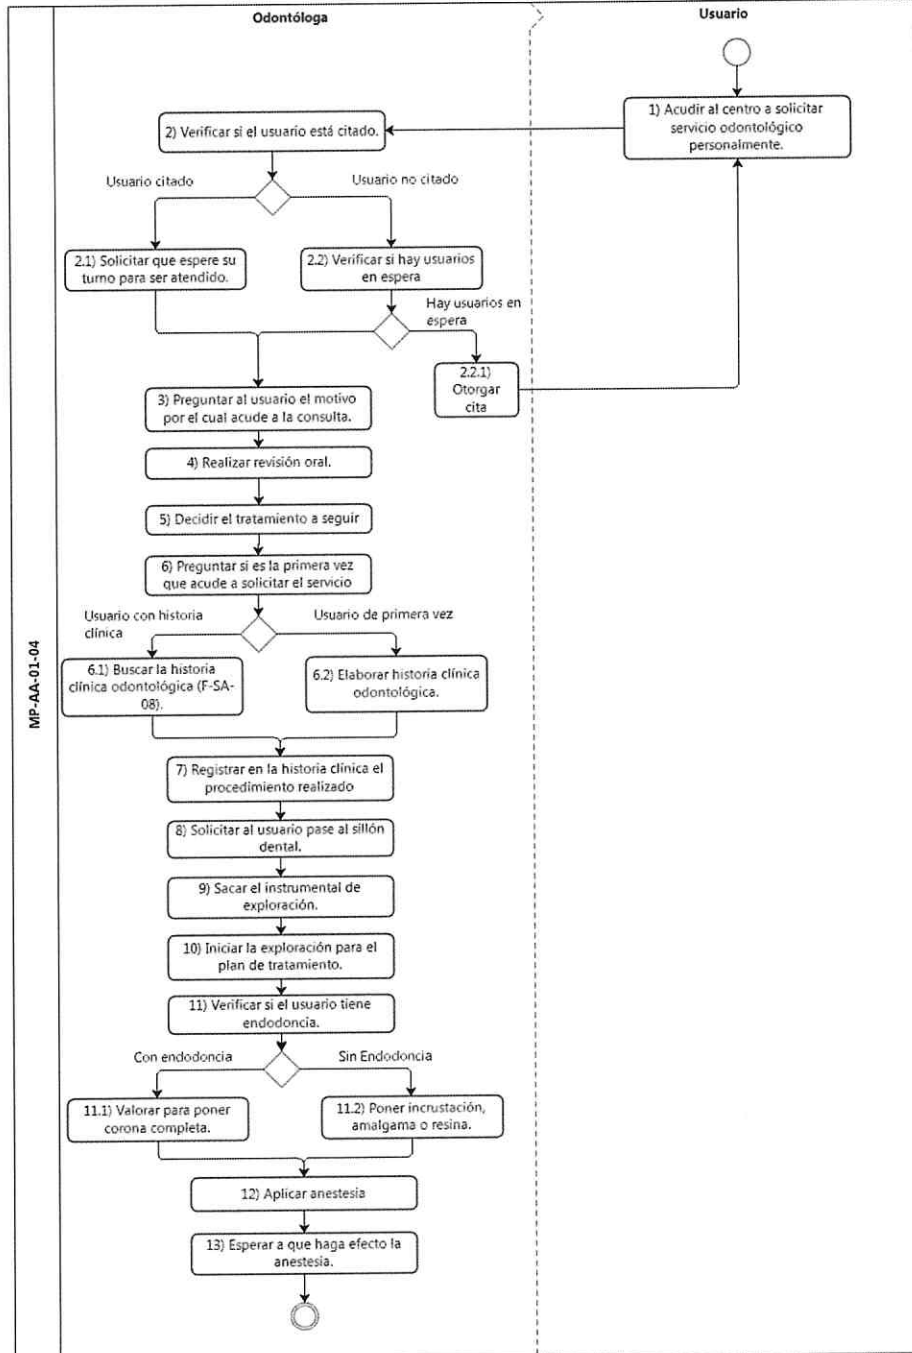 Odontóloga
Usuario
1) Acudir al centro a solicitar
servicio odontológico
personalmente.
2) Verificar si el usuario está citado.
Usuario citado
Usuario no citado
2.1) Solicitar que espere su
turno para ser atendido.
2.2) Verificar si hay usuarios
en espera
Hay usuarios en
espera
2.2.1)
Otorgar
cita
3) Preguntar al usuario el motivo
por el cual acude a la consulta.
4) Realizar revisión oral.
5) Decidir el tratamiento a seguir
6) Preguntar si es la primera vez
que acude a solicitar el servicio
Usuario con historia
clínica
Usuario de primera vez
6.1) Buscar la historia
clínica odontológica (F-SA-
08).
6.2) Elaborar historia clínica
odontológica.
MP-AA-01-04
7) Registrar en la historia clínica el
procedimiento realizado
8) Solicitar al usuario pase al sillón
dental.
9) Sacar el instrumental de
exploración.
10) Iniciar la exploración para el
plan de tratamiento.
11) Verificar si el usuario tiene
endodoncia.
Con endodoncia
Sin Endodoncia
11.1) Valorar para poner
corona completa.
11.2) Poner incrustación,
amalgama o resina.
12) Aplicar anestesia
13) Esperar a que haga efecto la
anestesia.